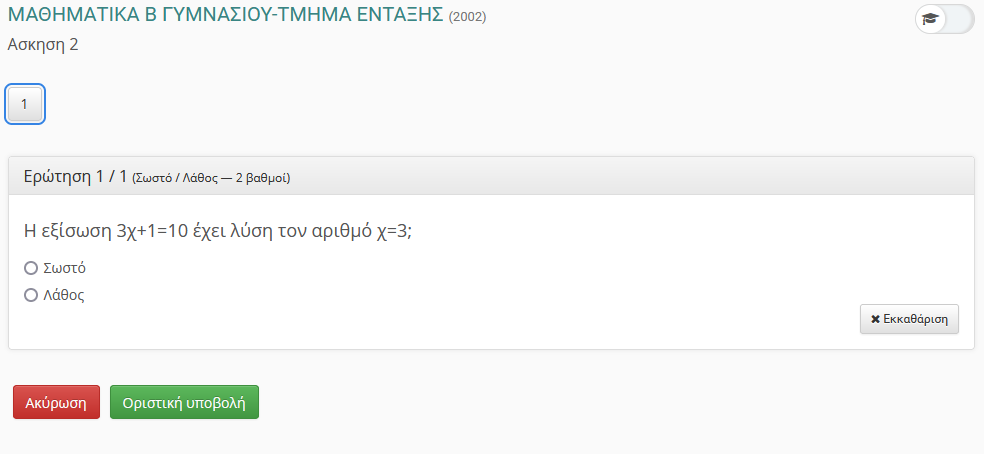 ΜΑΘΗΜΑΤΙΚΑ Β ΓΥΜΝΑΣΙΟΥ-ΤΜΗΜΑ ΕΝΤΑΞΗΣ (2002)
Ασκηση 2
1
Ερώτηση 1 / 1 (Σωστό / Λάθος — 2 βαθμοί)
Η εξίσωση 3χ+1=10 έχει λύση τον αριθμό χ=3;
Σωστό
Λάθος
✖ Εκκαθάριση
Ακύρωση Οριστική υποβολή